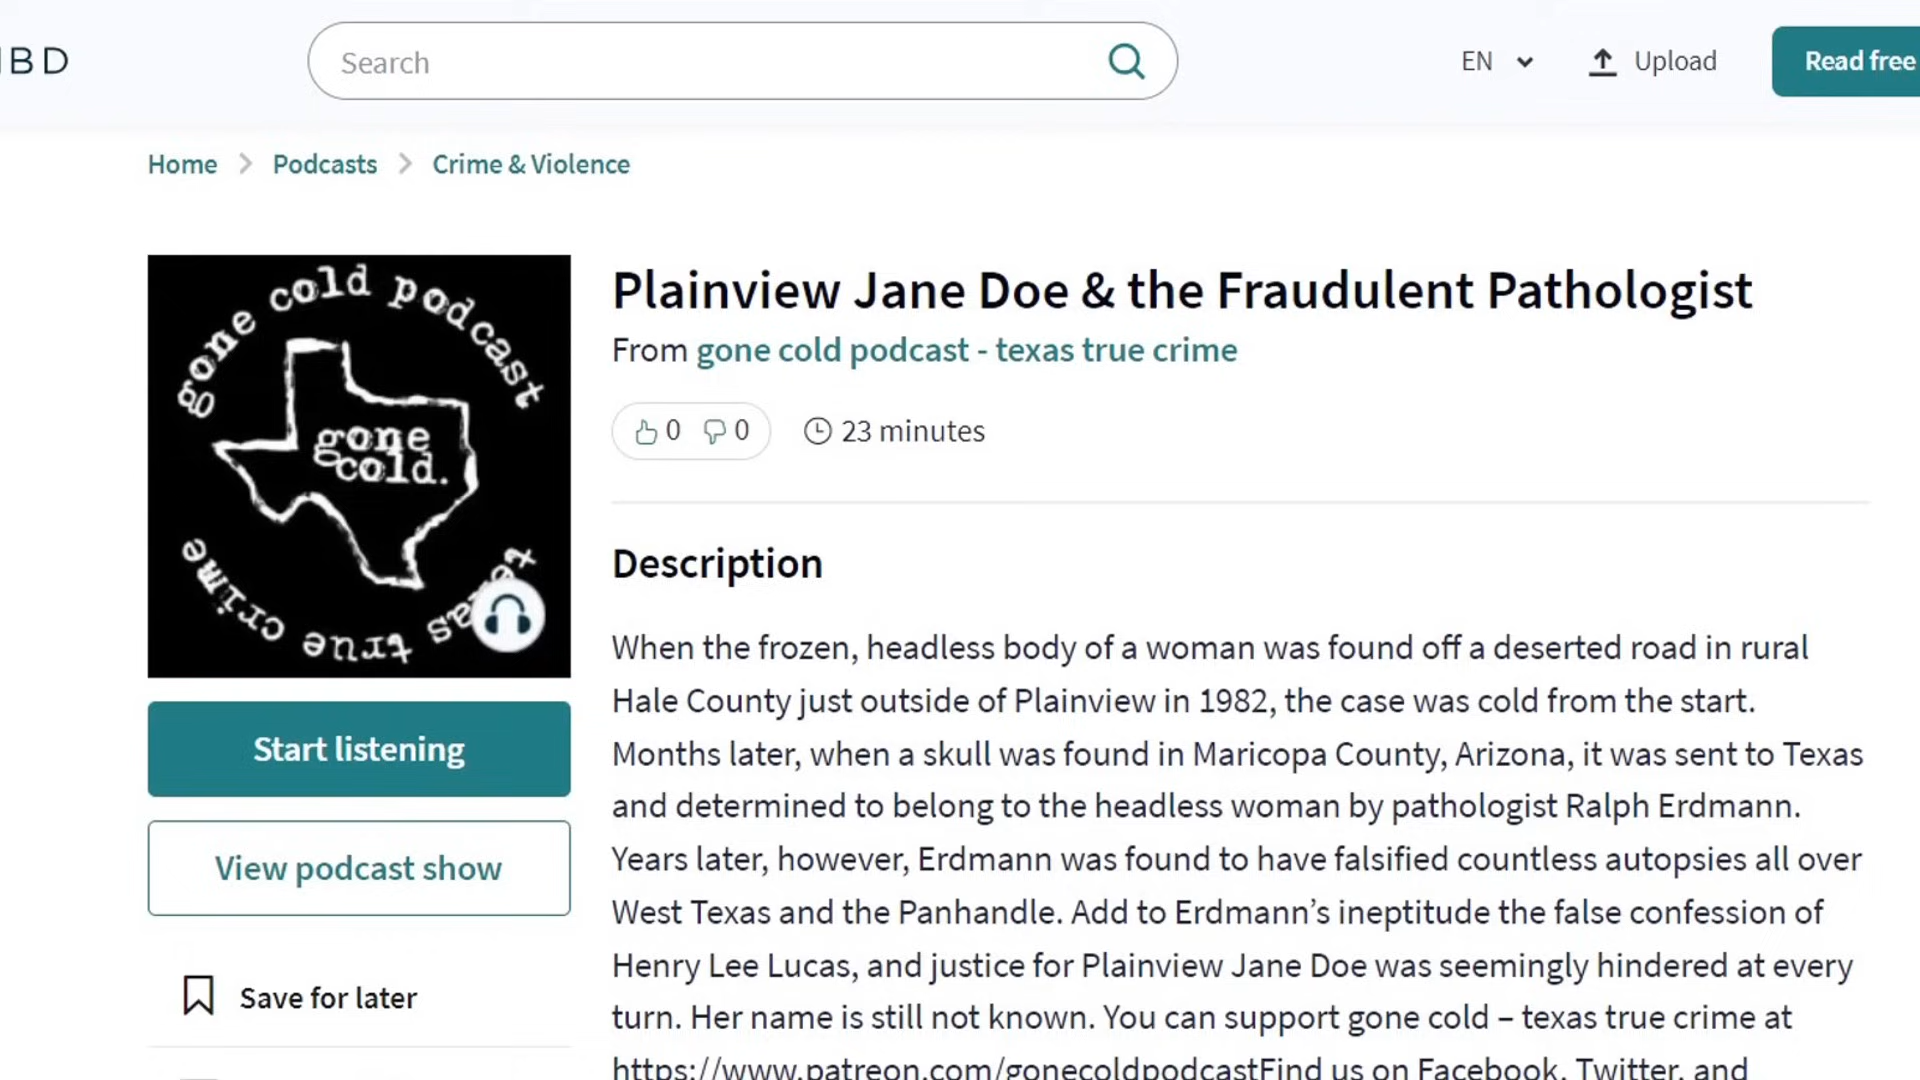 BD
Search
EN
Upload
Read free
Home
Podcasts
Crime & Violence
gone cold podcast
gone
cold.
texas true crime
Plainview Jane Doe & the Fraudulent Pathologist
From gone cold podcast - texas true crime
0 0 23 minutes
Start listening
View podcast show
Save for later
Description
When the frozen, headless body of a woman was found off a deserted road in rural
Hale County just outside of Plainview in 1982, the case was cold from the start.
Months later, when a skull was found in Maricopa County, Arizona, it was sent to Texas
and determined to belong to the headless woman by pathologist Ralph Erdmann.
Years later, however, Erdmann was found to have falsified countless autopsies all over
West Texas and the Panhandle. Add to Erdmann’s ineptitude the false confession of
Henry Lee Lucas, and justice for Plainview Jane Doe was seemingly hindered at every
turn. Her name is still not known. You can support gone cold – texas true crime at
https://www.patreon.com/gonecoldpodcastFind us on Facebook, Twitter, and